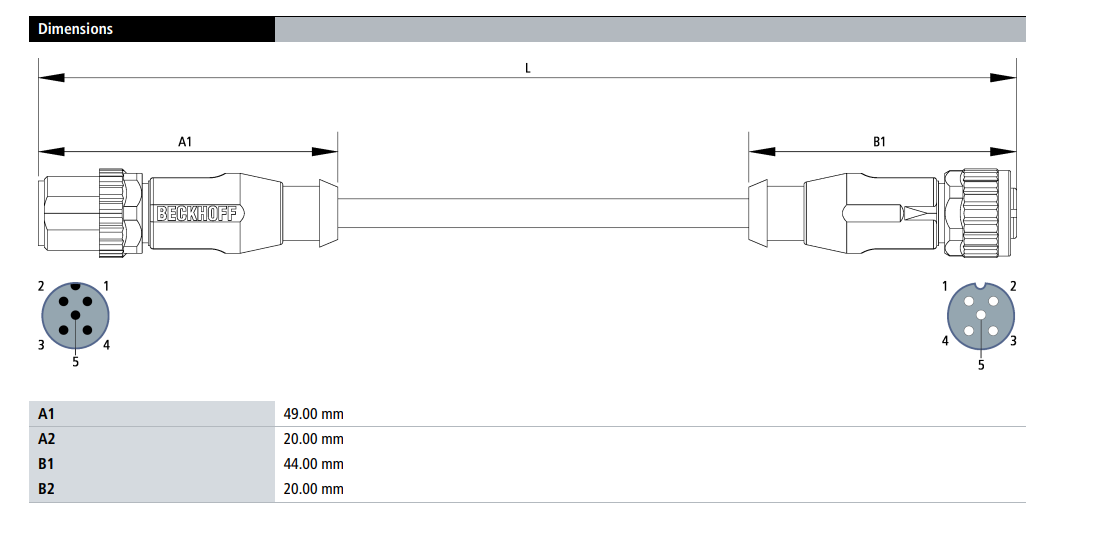 Dimensions
L
A1
B1
BECKHOFF
2 1
1 2
3 4
4 3
5
5
A1 49.00 mm
A2 20.00 mm
B1 44.00 mm
B2 20.00 mm